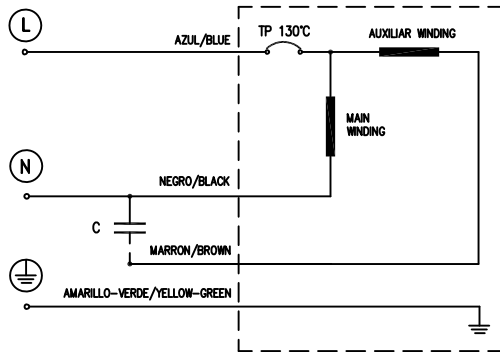 L
AZUL/BLUE
TP 130°C
AUXILIAR WINDING
MAIN
WINDING
N
NEGRO/BLACK
C
MARRON/BROWN
AMARILLO-VERDE/YELLOW-GREEN